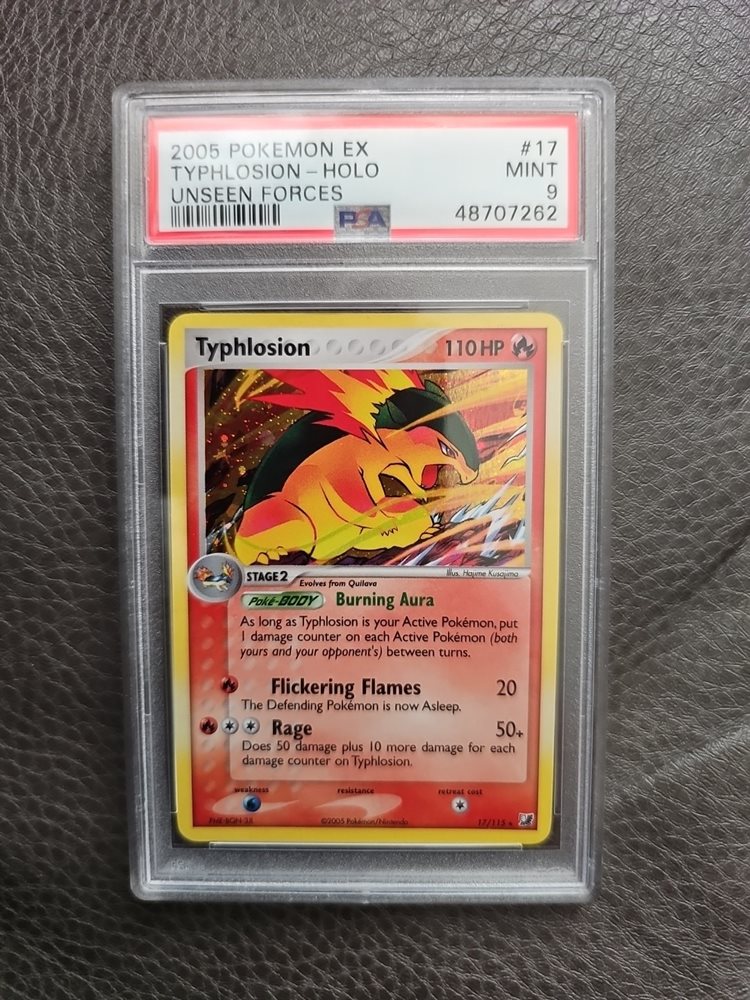 2005 POKEMON EX #17
TYPHLOSION - HOLO MINT
UNSEEN FORCES 9
PSA 48707262
Typhlosion 110 HP
Illus. Hajime Kusajima
STAGE 2 Evolves from Quilava
Poké-BODY Burning Aura
As long as Typhlosion is your Active Pokémon, put
1 damage counter on each Active Pokémon (both
yours and your opponent's) between turns.
Flickering Flames 20
The Defending Pokémon is now Asleep.
Rage 50+
Does 50 damage plus 10 more damage for each
damage counter on Typhlosion.
weakness resistance retreat cost
©2005 Pokémon/Nintendo 17/115